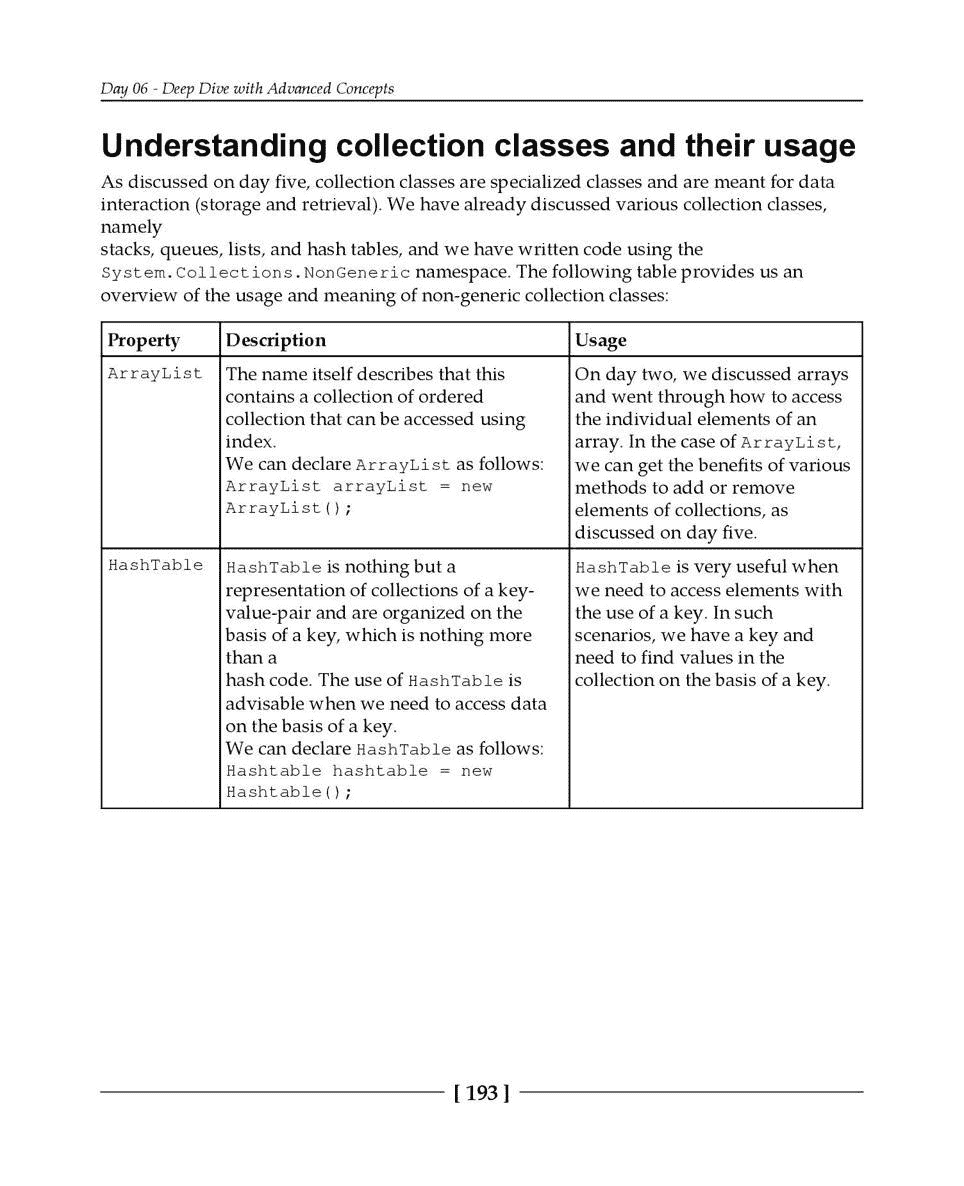 Day 06 - Deep Dive with Advanced Concepts
Understanding collection classes and their usage
As discussed on day five, collection classes are specialized classes and are meant for data
interaction (storage and retrieval). We have already discussed various collection classes,
namely
stacks, queues, lists, and hash tables, and we have written code using the
System.Collections.NonGeneric namespace. The following table provides us an
overview of the usage and meaning of non-generic collection classes:
Property
Description
Usage
ArrayList
The name itself describes that this
contains a collection of ordered
collection that can be accessed using
index.
We can declare ArrayList as follows:
ArrayList arrayList = new
ArrayList();
On day two, we discussed arrays
and went through how to access
the individual elements of an
array. In the case of ArrayList,
we can get the benefits of various
methods to add or remove
elements of collections, as
discussed on day five.
HashTable
HashTable is nothing but a
representation of collections of a key-
value-pair and are organized on the
basis of a key, which is nothing more
than a
hash code. The use of HashTable is
advisable when we need to access data
on the basis of a key.
We can declare HashTable as follows:
Hashtable hashtable = new
Hashtable();
HashTable is very useful when
we need to access elements with
the use of a key. In such
scenarios, we have a key and
need to find values in the
collection on the basis of a key.
[ 193 ]